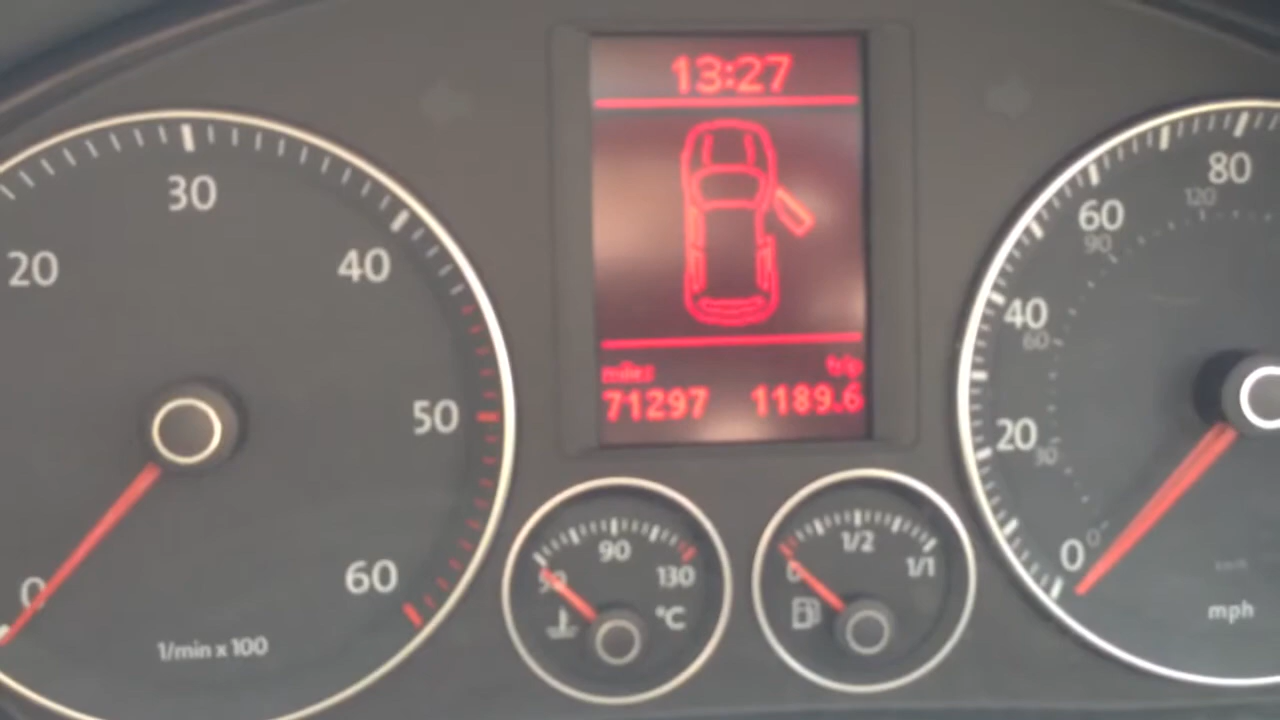 13:27
miles trip
71297 1189.6
0 20 30 40 50 60
1/min x 100
50 90 130
°C
0 1/2 1/1
0 20 40 60 80
0 30 60 90 120
mph